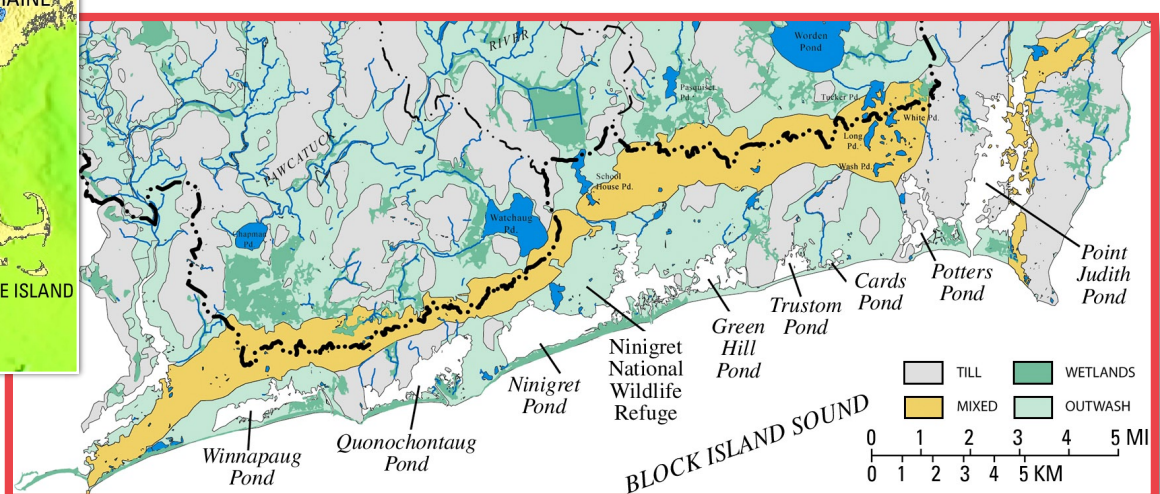 MAINE
E ISLAND
RIVER
Worden
Pond
Pasquiset
Pd.
Tucker Pd.
White Pd.
Long
Pd.
Wash Pd.
PAWCATUCK
School
House Pd.
Watchaug
Pd.
Chapman
Pd.
Point
Judith
Pond
Potters
Pond
Cards
Pond
Trustom
Pond
Green
Hill
Pond
Ninigret
National
Wildlife
Refuge
Ninigret
Pond
Quonochontaug
Pond
Winnapaug
Pond
BLOCK ISLAND SOUND
TILL
WETLANDS
MIXED
OUTWASH
0 1 2 3 4 5 MI
0 1 2 3 4 5 KM